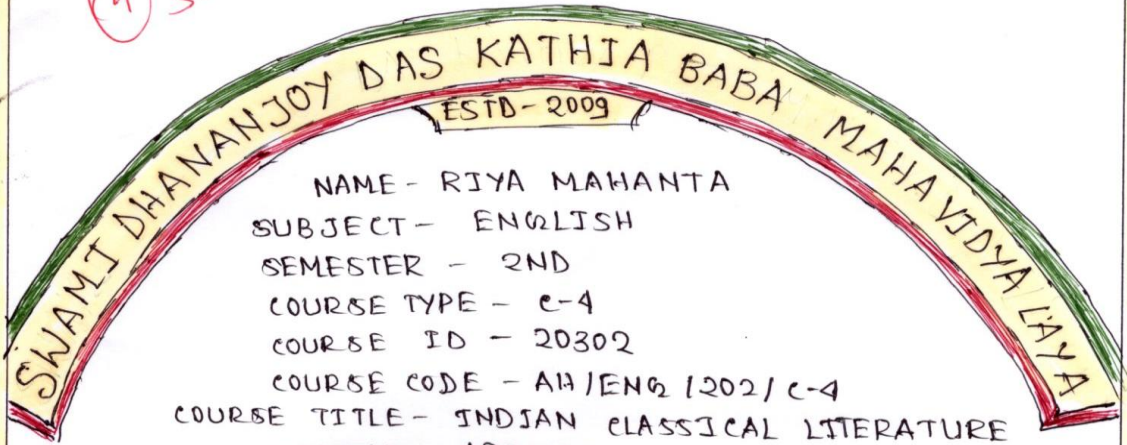 SWAMI DHANANJOY DAS KATHIA BABA MAHAVIDYALAYA
ESTD - 2009
NAME - RIYA MAHANTA
SUBJECT - ENGLISH
SEMESTER - 2ND
COURSE TYPE - C-4
COURSE ID - 20302
COURSE CODE - AH/ENG/202/C-4
COURSE TITLE - INDIAN CLASSICAL LITERATURE